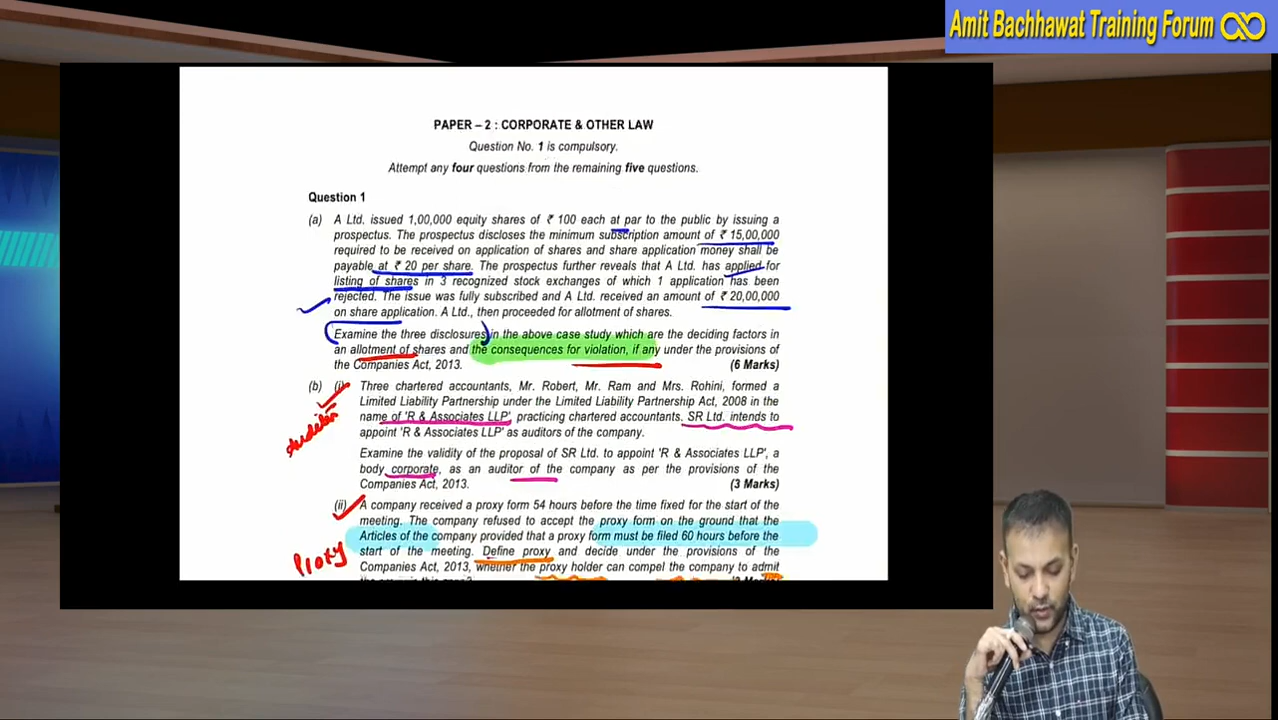 Amit Bachhawat Training Forum
PAPER – 2 : CORPORATE & OTHER LAW
Question No. 1 is compulsory.
Attempt any four questions from the remaining five questions.
Question 1
(a) A Ltd. issued 1,00,000 equity shares of ₹ 100 each at par to the public by issuing a
prospectus. The prospectus discloses the minimum subscription amount of ₹ 15,00,000
required to be received on application of shares and share application money shall be
payable at ₹ 20 per share. The prospectus further reveals that A Ltd. has applied for
listing of shares in 3 recognized stock exchanges of which 1 application has been
rejected. The issue was fully subscribed and A Ltd. received an amount of ₹ 20,00,000
on share application. A Ltd., then proceeded for allotment of shares.
Examine the three disclosures in the above case study which are the deciding factors in
an allotment of shares and the consequences for violation, if any under the provisions of
the Companies Act, 2013. (6 Marks)
(b) (i) Three chartered accountants, Mr. Robert, Mr. Ram and Mrs. Rohini, formed a
Limited Liability Partnership under the Limited Liability Partnership Act, 2008 in the
name of 'R & Associates LLP', practicing chartered accountants. SR Ltd. intends to
appoint 'R & Associates LLP' as auditors of the company.
Examine the validity of the proposal of SR Ltd. to appoint 'R & Associates LLP', a
body corporate, as an auditor of the company as per the provisions of the
Companies Act, 2013. (3 Marks)
(ii) A company received a proxy form 54 hours before the time fixed for the start of the
meeting. The company refused to accept the proxy form on the ground that the
Articles of the company provided that a proxy form must be filed 60 hours before the
Proxy
start of the meeting. Define proxy and decide under the provisions of the
Companies Act, 2013, whether the proxy holder can compel the company to admit